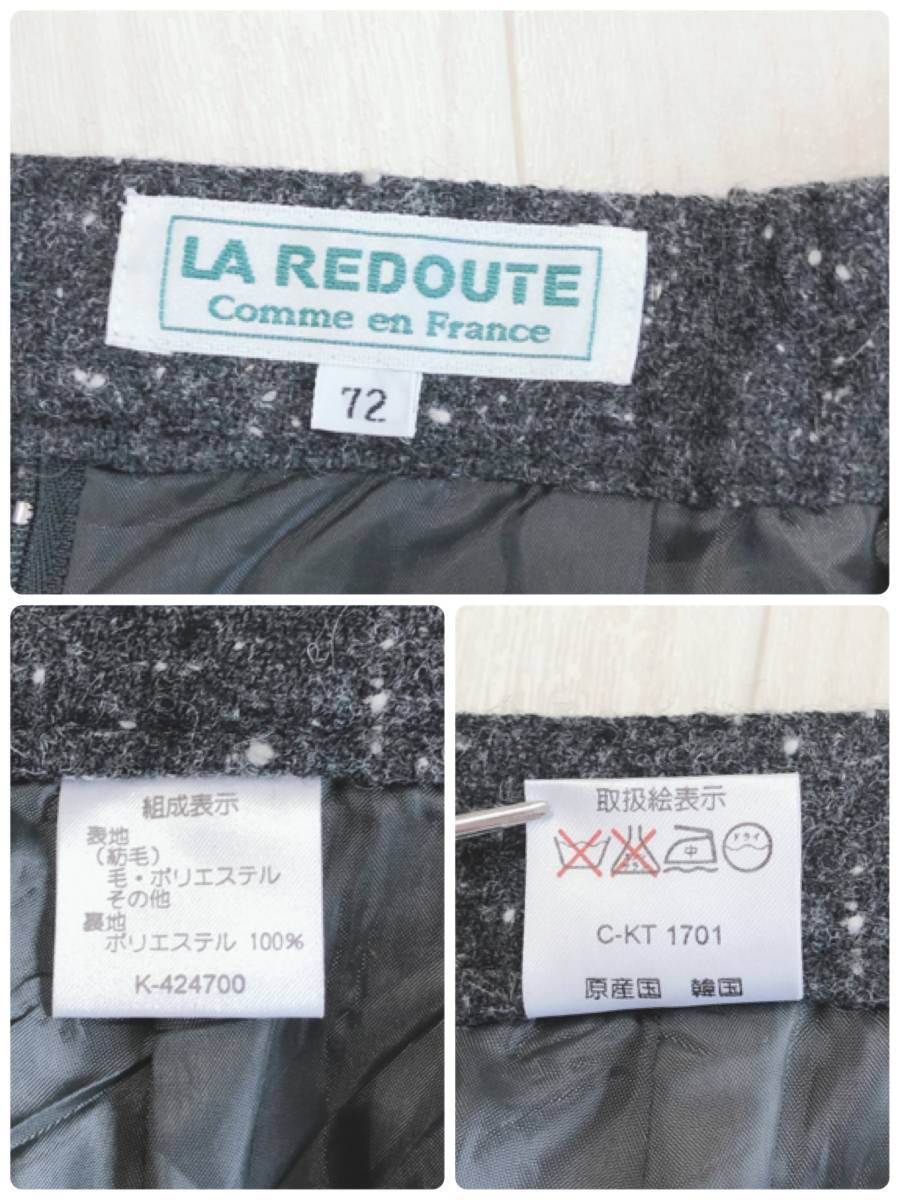 LA REDOUTE
Comme en France
72
組成表示
表地
（紡毛）
毛・ポリエステル
その他
裏地
ポリエステル 100%
K-424700
取扱絵表示
中 ドライ
C-KT 1701
原産国 韓国